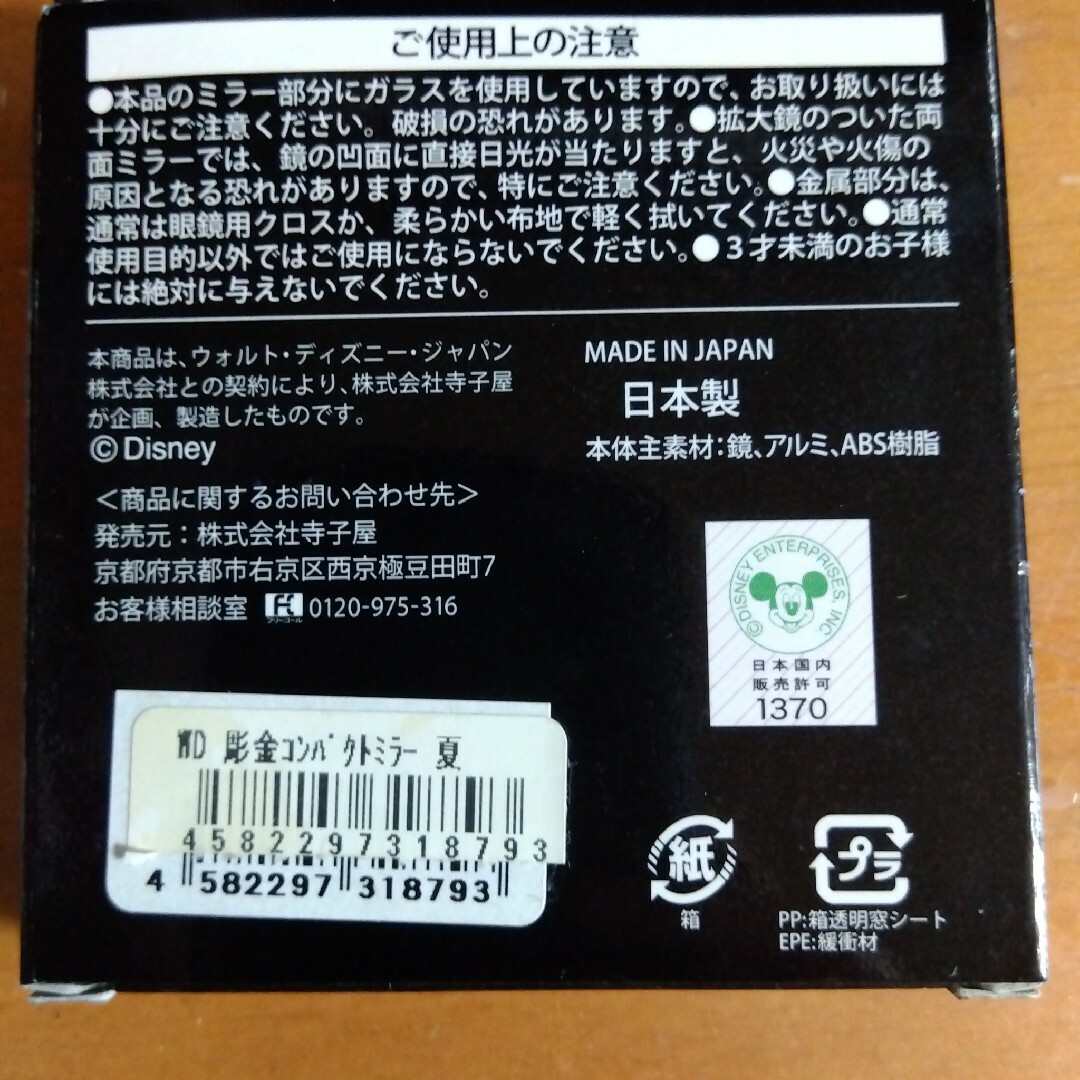 ご使用上の注意
●本品のミラー部分にガラスを使用していますので、お取り扱いには
十分にご注意ください。破損の恐れがあります。●拡大鏡のついた両
面ミラーでは、鏡の凹面に直接日光が当たりますと、火災や火傷の
原因となる恐れがありますので、特にご注意ください。●金属部分は、
通常は眼鏡用クロスか、柔らかい布地で軽く拭いてください。●通常
使用目的以外ではご使用にならないでください。●3才未満のお子様
には絶対に与えないでください。
本商品は、ウォルト・ディズニー・ジャパン
株式会社との契約により、株式会社寺子屋
が企画、製造したものです。
©Disney
MADE IN JAPAN
日本製
本体主素材:鏡、アルミ、ABS樹脂
<商品に関するお問い合わせ先>
発売元:株式会社寺子屋
京都府京都市右京区西京極豆田町7
お客様相談室 フリーコール 0120-975-316
©DISNEY ENTERPRISES, INC.
日本国内
販売許可
1370
WD 彫金コンパクトミラー 夏
4582297318793
4 582297 318793
紙
箱
プラ
PP:箱透明窓シート
EPE:緩衝材